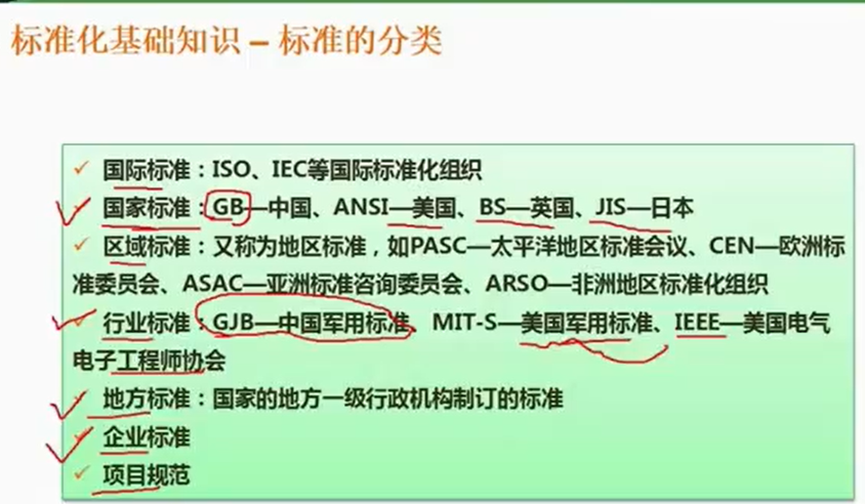 标准化基础知识 – 标准的分类
国际标准：ISO、IEC等国际标准化组织
国家标准：GB—中国、ANSI—美国、BS—英国、JIS—日本
区域标准：又称为地区标准，如PASC—太平洋地区标准会议、CEN—欧洲标
准委员会、ASAC—亚洲标准咨询委员会、ARSO—非洲地区标准化组织
行业标准：GJB—中国军用标准、MIT-S—美国军用标准、IEEE—美国电气
电子工程师协会
地方标准：国家的地方一级行政机构制订的标准
企业标准
项目规范